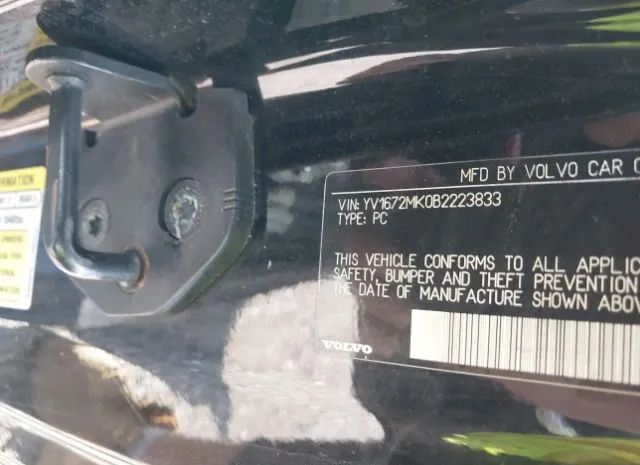 MFD BY VOLVO CAR
VIN: YV1672MK0B2223833
TYPE: PC
THIS VEHICLE CONFORMS TO ALL APPLIC
SAFETY, BUMPER AND THEFT PREVENTION
THE DATE OF MANUFACTURE SHOWN ABOV
VOLVO